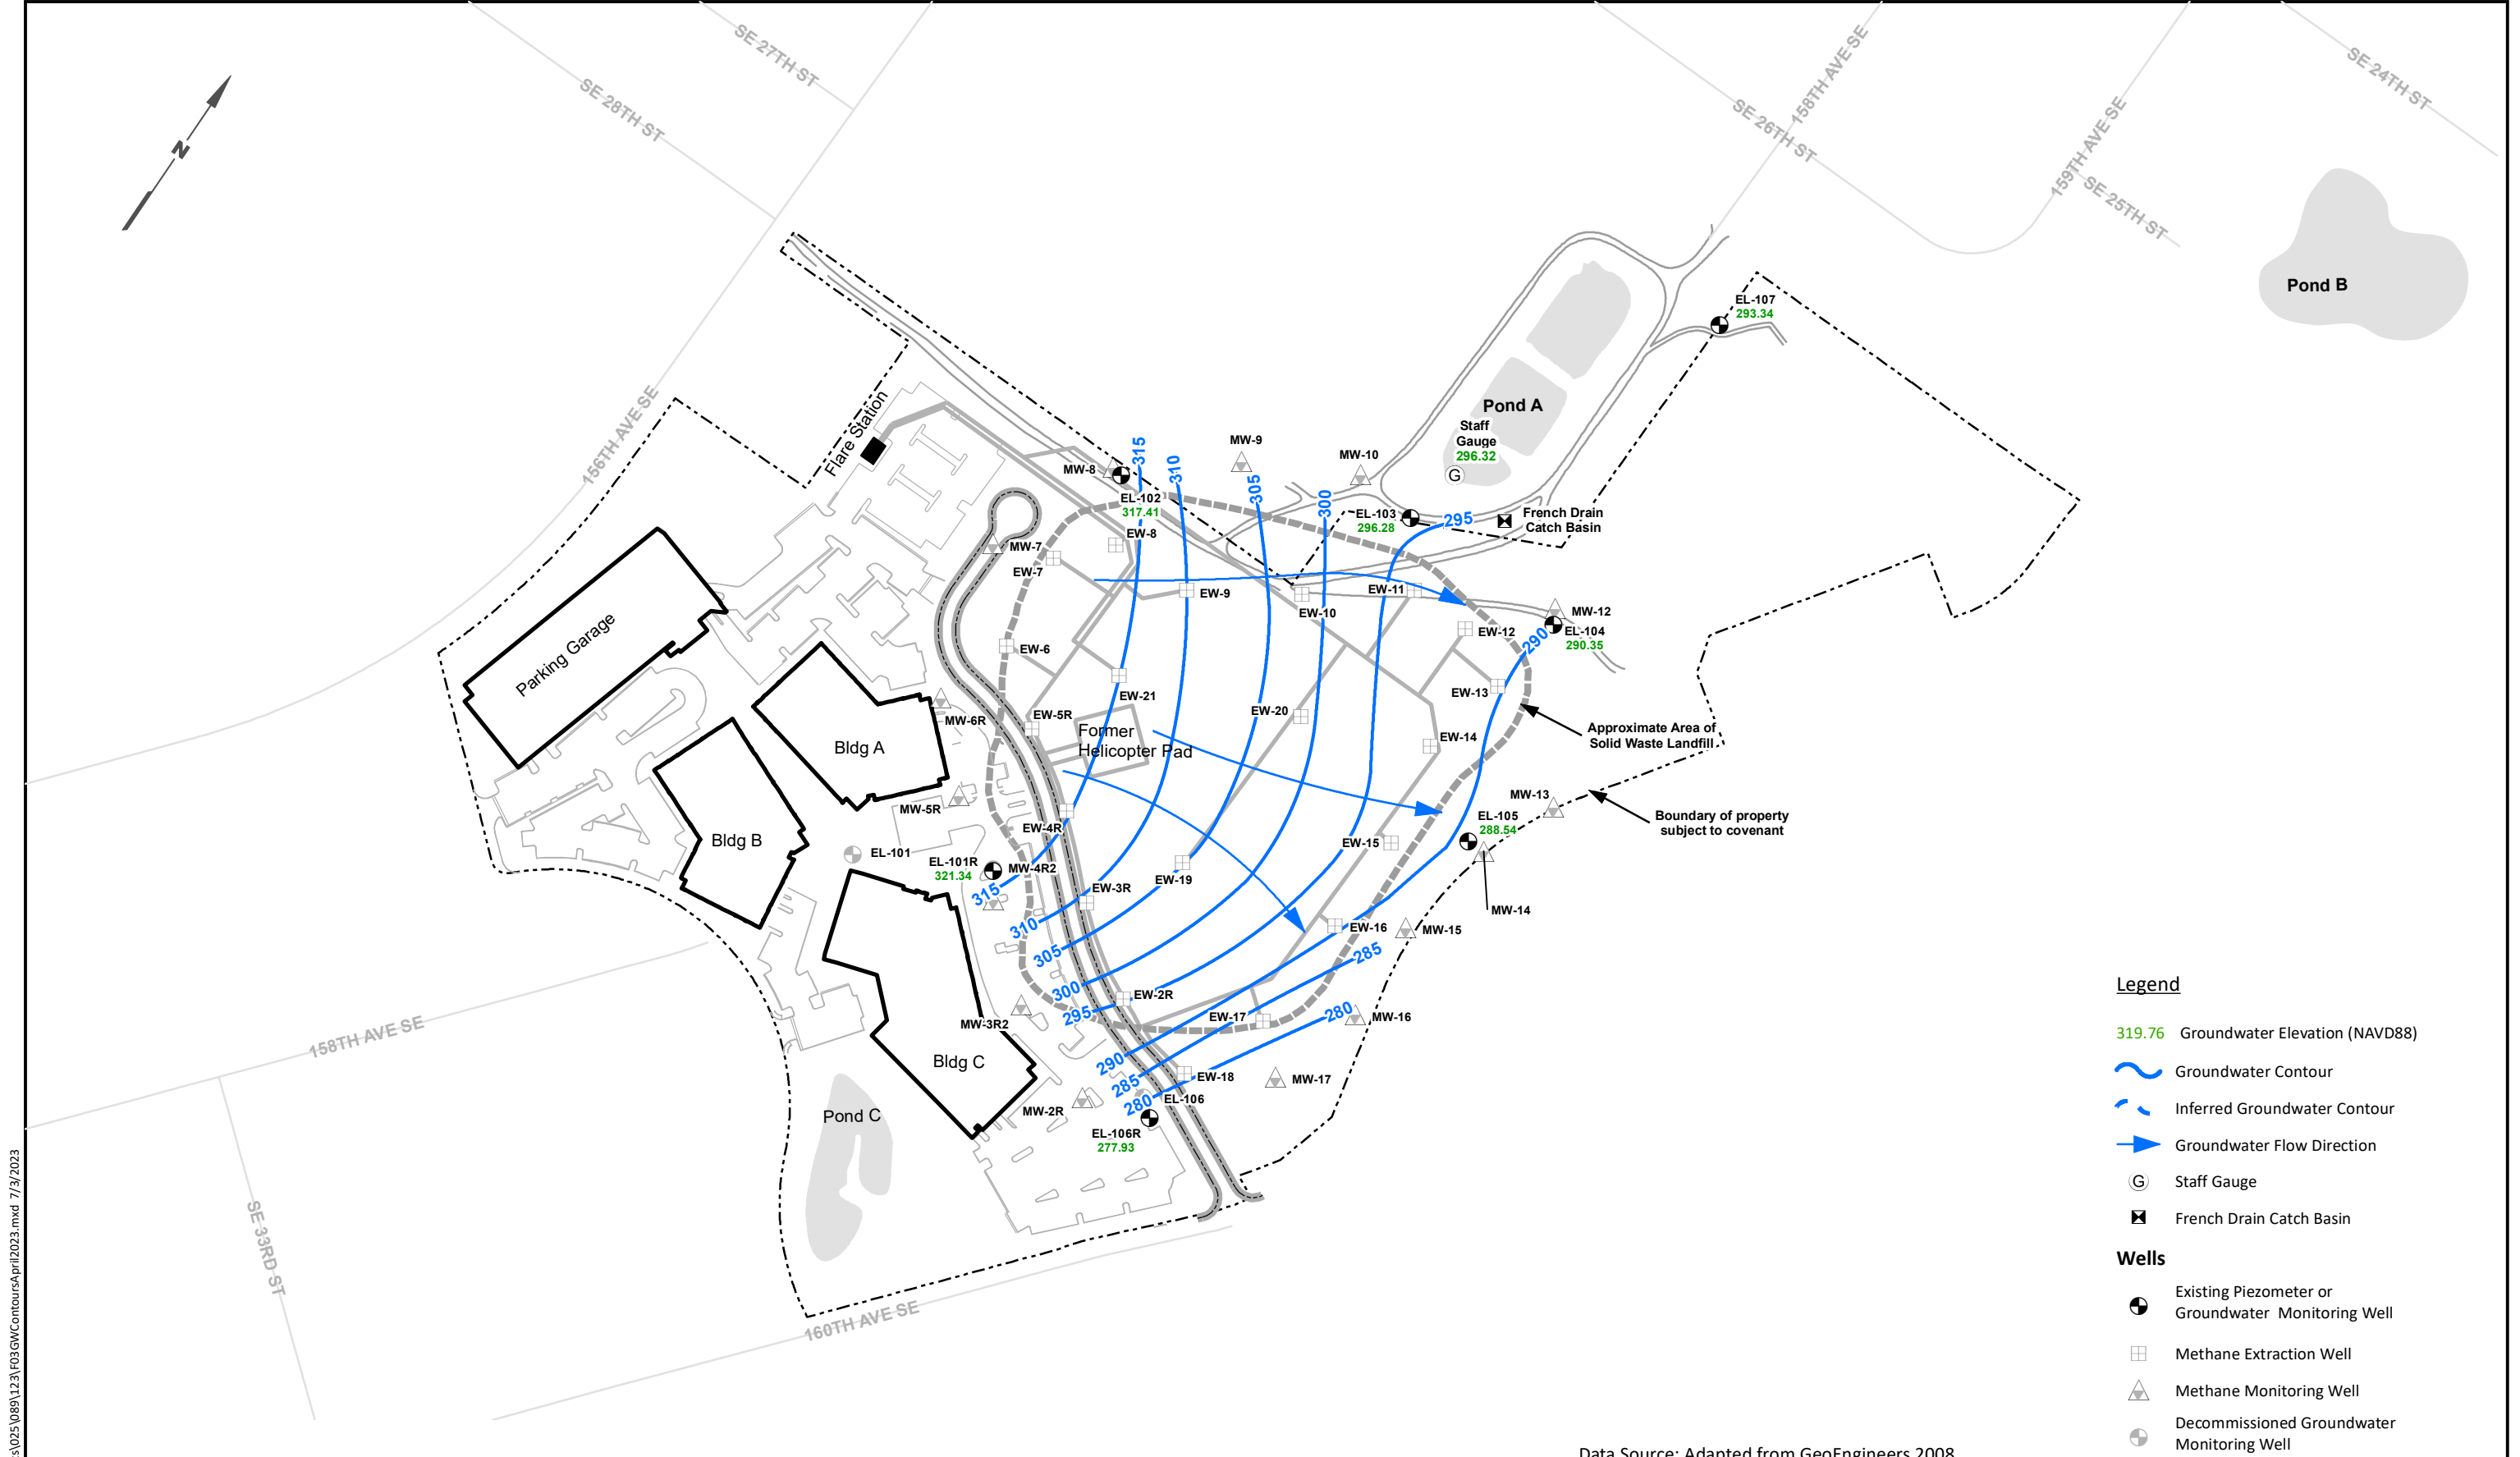 SE 27TH ST
SE 28TH ST
158TH AVE SE
SE 24TH ST
SE 26TH ST
159TH AVE SE
SE 25TH ST
N
Pond B
EL-107
293.34
156TH AVE SE
Flare Station
Pond A
Staff
Gauge
296.32
G
MW-8
315
310
MW-9
305
MW-10
300
EL-102
317.41
EL-103
296.28
295
French Drain
Catch Basin
EW-8
MW-7
EW-7
EW-9
EW-10
EW-11
MW-12
EL-104
290.35
290
EW-12
EW-6
EW-21
EW-13
Parking Garage
MW-6R
EW-5R
EW-20
Former
Helicopter Pad
EW-14
Approximate Area of
Solid Waste Landfill
Bldg A
MW-5R
EW-4R
MW-13
EL-105
288.54
Boundary of property
subject to covenant
Bldg B
EL-101
EL-101R
321.34
MW-4R2
315
EW-3R
EW-19
EW-15
MW-14
310
305
EW-16
MW-15
285
300
295
EW-2R
EW-17
280
MW-16
MW-3R2
158TH AVE SE
Bldg C
290
285
280
EW-18
MW-17
EL-106
MW-2R
EL-106R
277.93
Pond C
SE 33RD ST
160TH AVE SE
Legend
319.76 Groundwater Elevation (NAVD88)
Groundwater Contour
Inferred Groundwater Contour
Groundwater Flow Direction
G Staff Gauge
French Drain Catch Basin
Wells
Existing Piezometer or
Groundwater Monitoring Well
Methane Extraction Well
Methane Monitoring Well
Decommissioned Groundwater
Monitoring Well
Data Source: Adapted from GeoEngineers 2008
s\025\089\123\F03GWContoursApril2023.mxd 7/3/2023